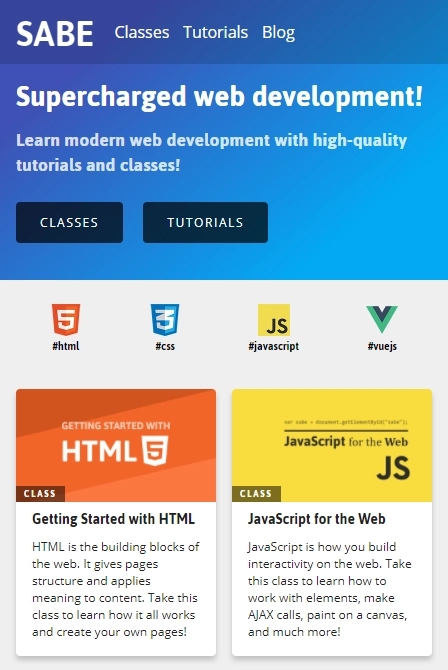 SABE Classes Tutorials Blog
Supercharged web development!
Learn modern web development with high-quality
tutorials and classes!
CLASSES TUTORIALS
5 3 JS
#html #css #javascript #vuejs
GETTING STARTED WITH
HTML 5
CLASS
Getting Started with HTML
HTML is the building blocks of
the web. It gives pages
structure and applies
meaning to content. Take this
class to learn how it all works
and create your own pages!
var sabe = document.getElementById("sabe");
JavaScript for the Web
JS
CLASS
JavaScript for the Web
JavaScript is how you build
interactivity on the web. Take
this class to learn how to
work with elements, make
AJAX calls, paint on a canvas,
and much more!